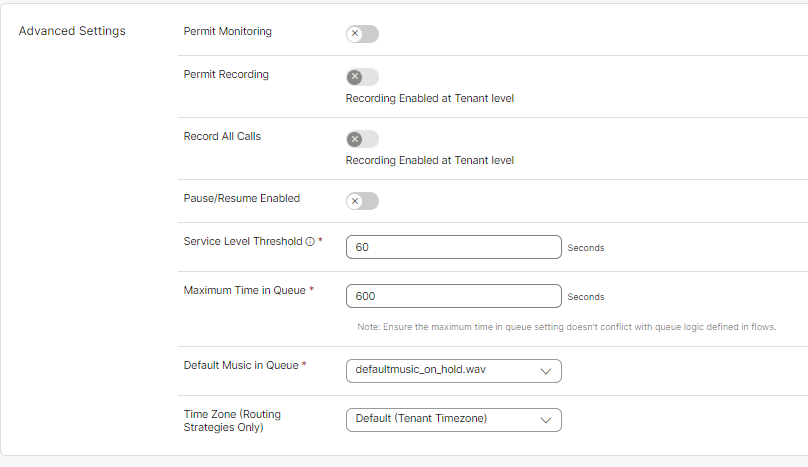 Advanced Settings
Permit Monitoring
Permit Recording
Recording Enabled at Tenant level
Record All Calls
Recording Enabled at Tenant level
Pause/Resume Enabled
Service Level Threshold ⓘ *
60
Seconds
Maximum Time in Queue *
600
Seconds
Note: Ensure the maximum time in queue setting doesn't conflict with queue logic defined in flows.
Default Music in Queue *
defaultmusic_on_hold.wav
Time Zone (Routing
Strategies Only)
Default (Tenant Timezone)